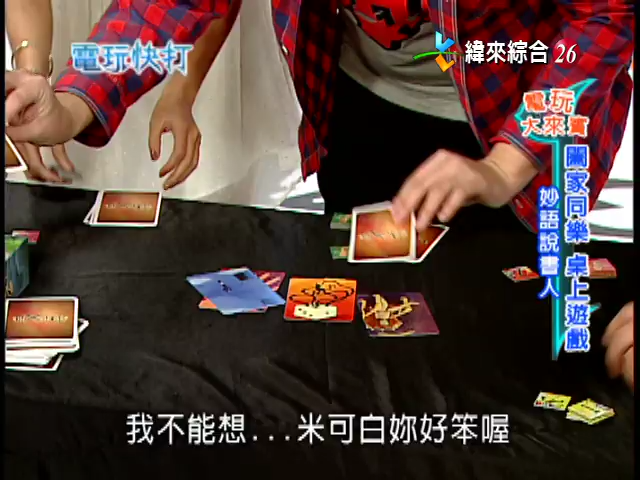 電玩快打
緯來綜合 26
電玩
大來賓
闔家同樂 桌上遊戲
妙語說書人
我不能想...米可白妳好笨喔